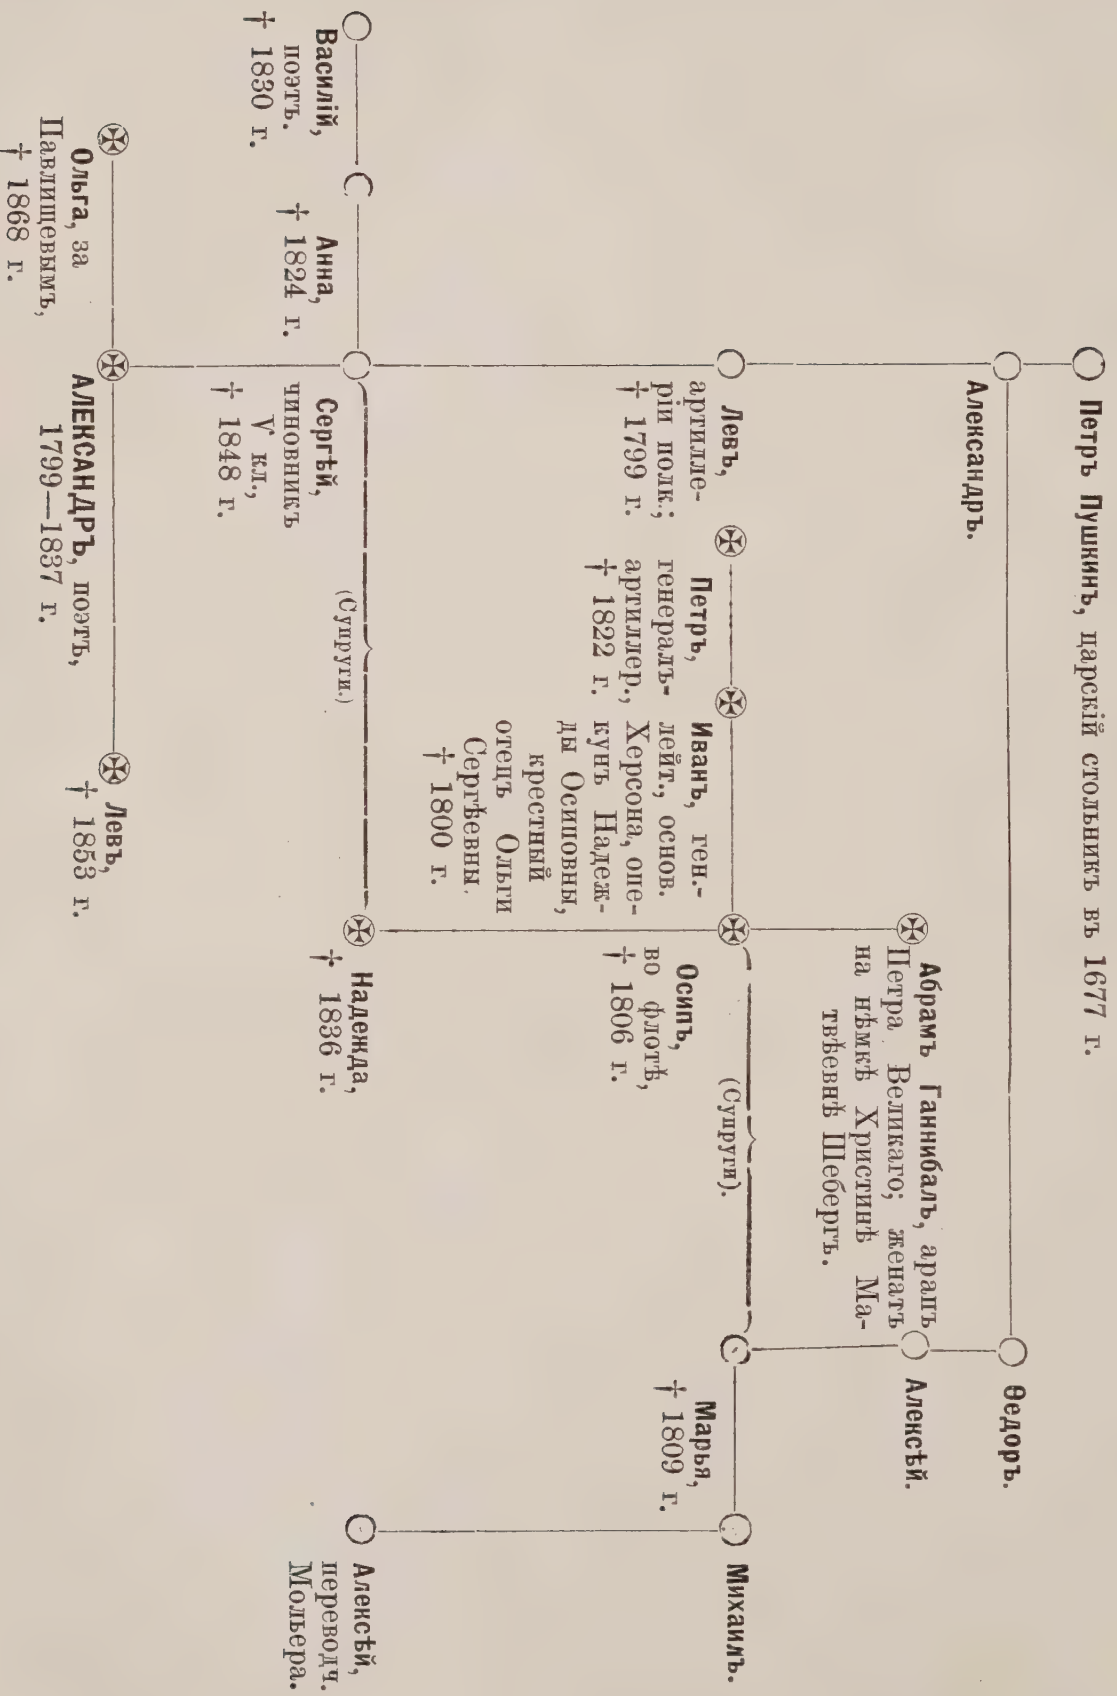 Петръ Пушкинъ, царскій стольникъ въ 1677 г.
Александръ.
Ѳедоръ.
Абрамъ Ганнибалъ, арапъ
Петра Великаго; женатъ
на нѣмкѣ Христинѣ Ма-
твѣевнѣ Шебергъ.
Алексѣй.
Левъ,
артилле-
ріи полк.;
† 1799 г.
Петръ,
генералъ-
артиллер.,
† 1822 г.
Иванъ, ген.-
лейт., основ.
Херсона, опе-
кунъ Надеж-
ды Осиповны,
крестный
отецъ Ольги
Сергѣевны.
† 1800 г.
Осипъ,
во флотѣ,
† 1806 г.
(Супруги).
Марья,
† 1809 г.
Михаилъ.
Василій,
поэтъ.
† 1830 г.
Анна,
† 1824 г.
Сергѣй,
чиновникъ
V кл.,
† 1848 г.
(Супруги.)
Надежда,
† 1836 г.
Алексѣй,
переводч.
Мольера.
Ольга, за
Павлищевымъ,
† 1868 г.
АЛЕКСАНДРЪ, поэтъ,
1799—1837 г.
Левъ,
† 1853 г.